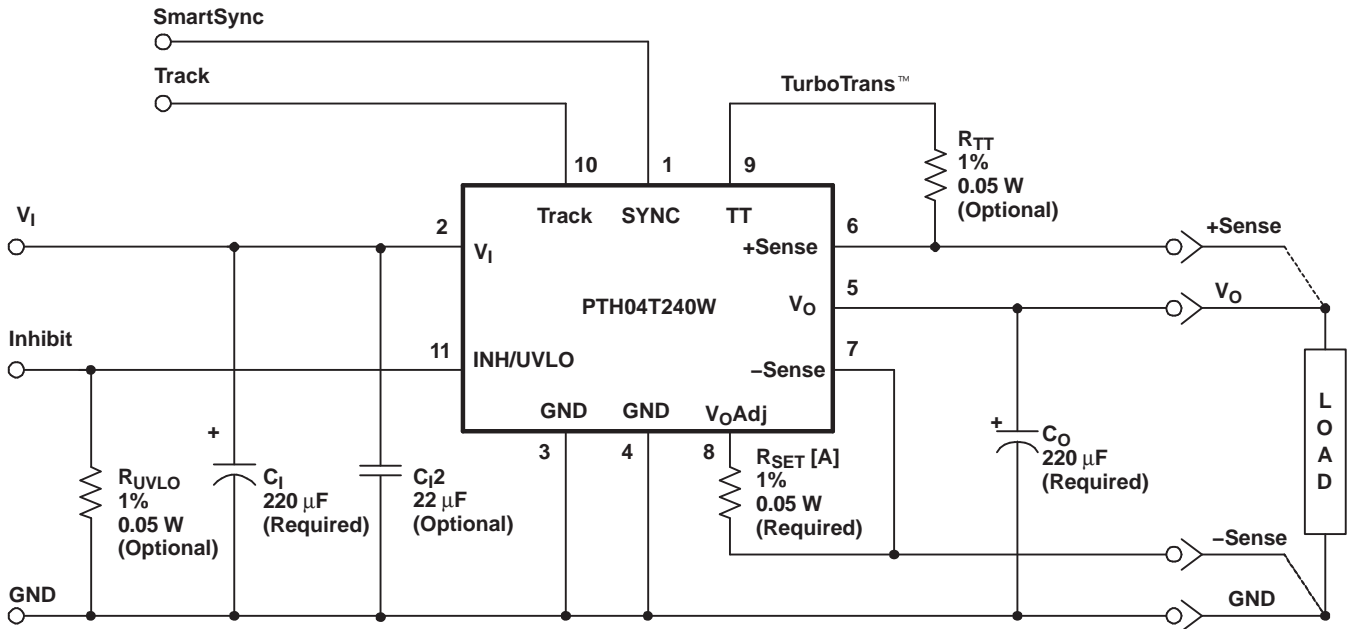 SmartSync
Track
TurboTrans™
R_TT
1%
0.05 W
(Optional)
10
1
9
Track
SYNC
TT
V_I
2
V_I
6
+Sense
+Sense
PTH04T240W
5
V_O
V_O
Inhibit
11
INH/UVLO
7
–Sense
GND
GND
V_OAdj
3
4
8
R_UVLO
1%
0.05 W
(Optional)
+
C_I
220 μF
(Required)
C_I2
22 μF
(Optional)
R_SET [A]
1%
0.05 W
(Required)
+
C_O
220 μF
(Required)
LOAD
–Sense
GND
GND